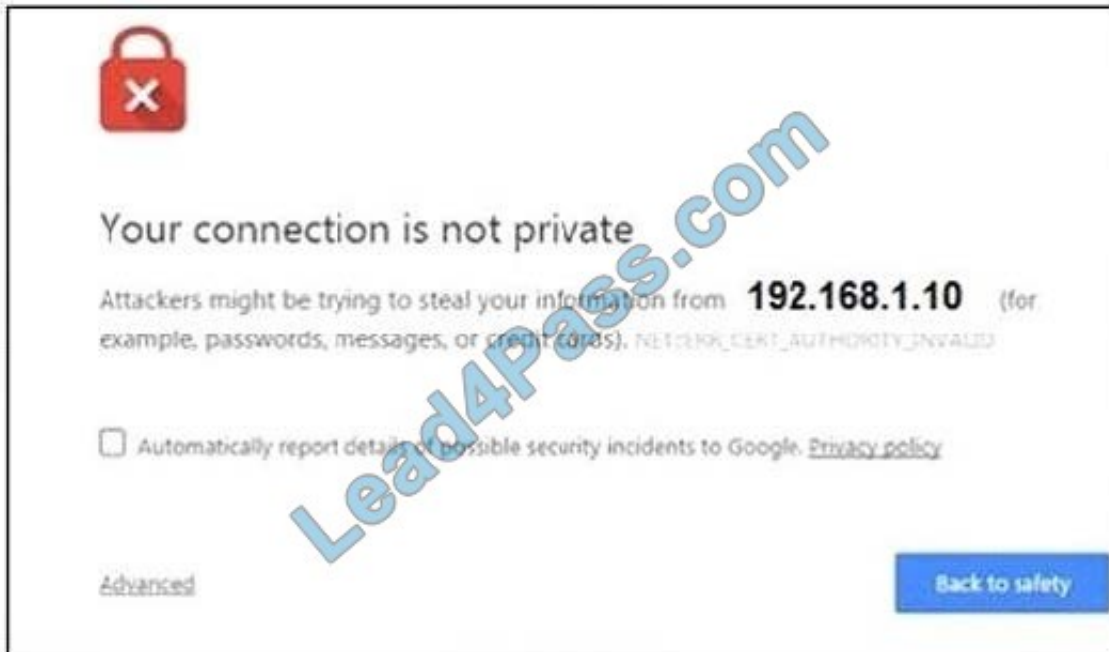 Your connection is not private
Attackers might be trying to steal your information from 192.168.1.10 (for
example, passwords, messages, or credit cards). NET::ERR_CERT_AUTHORITY_INVALID
Automatically report details of possible security incidents to Google. Privacy policy
Advanced
Back to safety
Lead4Pass.com